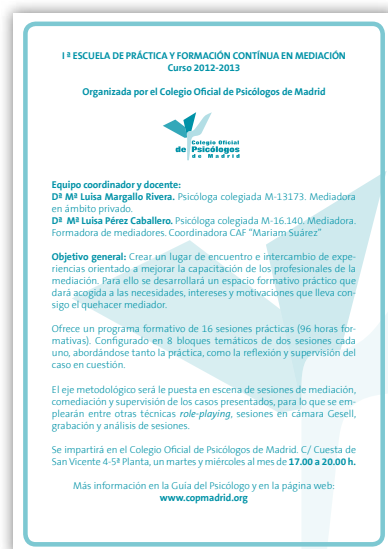 I ª ESCUELA DE PRÁCTICA Y FORMACIÓN CONTÍNUA EN MEDIACIÓN
Curso 2012-2013
Organizada por el Colegio Oficial de Psicólogos de Madrid
Colegio Oficial
de Psicólogos
de Madrid
Equipo coordinador y docente:
Dª Mª Luisa Margallo Rivera. Psicóloga colegiada M-13173. Mediadora
en ámbito privado.
Dª Mª Luisa Pérez Caballero. Psicóloga colegiada M-16.140. Mediadora.
Formadora de mediadores. Coordinadora CAF "Mariam Suárez"
Objetivo general: Crear un lugar de encuentro e intercambio de expe-
riencias orientado a mejorar la capacitación de los profesionales de la
mediación. Para ello se desarrollará un espacio formativo práctico que
dará acogida a las necesidades, intereses y motivaciones que lleva con-
sigo el quehacer mediador.
Ofrece un programa formativo de 16 sesiones prácticas (96 horas for-
mativas). Configurado en 8 bloques temáticos de dos sesiones cada
uno, abordándose tanto la práctica, como la reflexión y supervisión del
caso en cuestión.
El eje metodológico será le puesta en escena de sesiones de mediación,
comediación y supervisión de los casos presentados, para lo que se em-
plearán entre otras técnicas role-playing, sesiones en cámara Gesell,
grabación y análisis de sesiones.
Se impartirá en el Colegio Oficial de Psicólogos de Madrid. C/ Cuesta de
San Vicente 4-5ª Planta, un martes y miércoles al mes de 17.00 a 20.00 h.
Más información en la Guía del Psicólogo y en la página web:
www.copmadrid.org